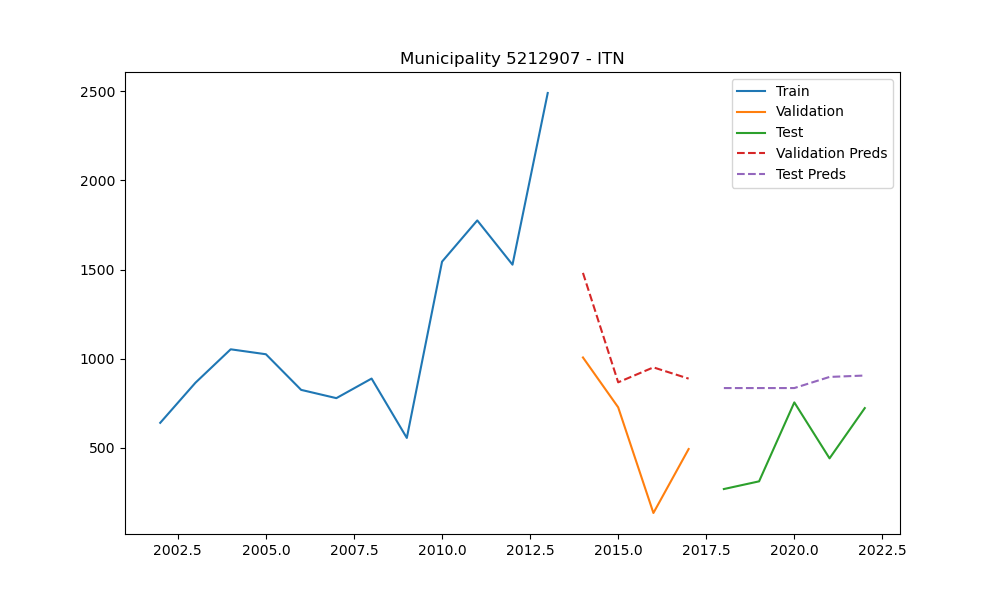 Municipality 5212907 - ITN
2500
2000
1500
1000
500
Train
Validation
Test
Validation Preds
Test Preds
2002.5 2005.0 2007.5 2010.0 2012.5 2015.0 2017.5 2020.0 2022.5